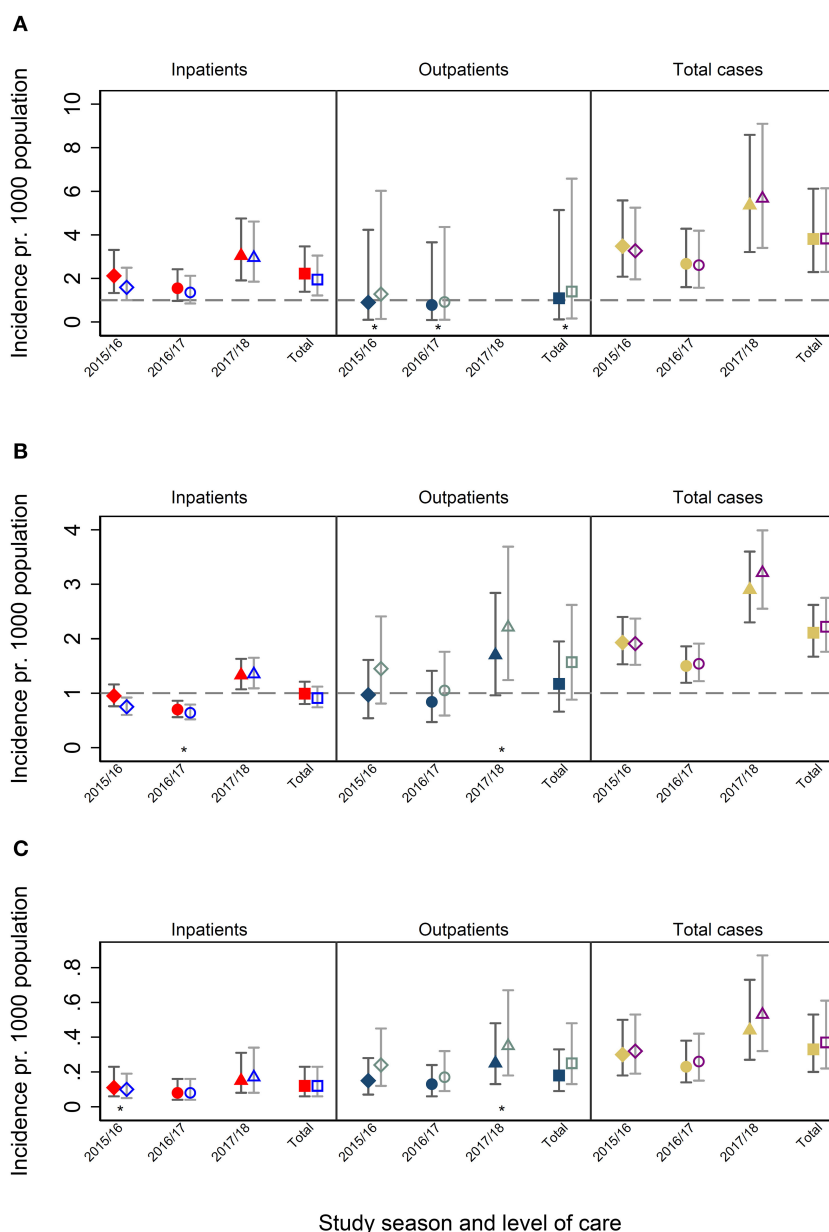 A
Inpatients Outpatients Total cases
Incidence pr. 1000 population
10
8
6
4
2
0
* * *
2015/16 2016/17 2017/18 Total 2015/16 2016/17 2017/18 Total 2015/16 2016/17 2017/18 Total
B
Inpatients Outpatients Total cases
Incidence pr. 1000 population
4
3
2
1
0
* *
2015/16 2016/17 2017/18 Total 2015/16 2016/17 2017/18 Total 2015/16 2016/17 2017/18 Total
C
Inpatients Outpatients Total cases
Incidence pr. 1000 population
.8
.6
.4
.2
0
* *
2015/16 2016/17 2017/18 Total 2015/16 2016/17 2017/18 Total 2015/16 2016/17 2017/18 Total
Study season and level of care